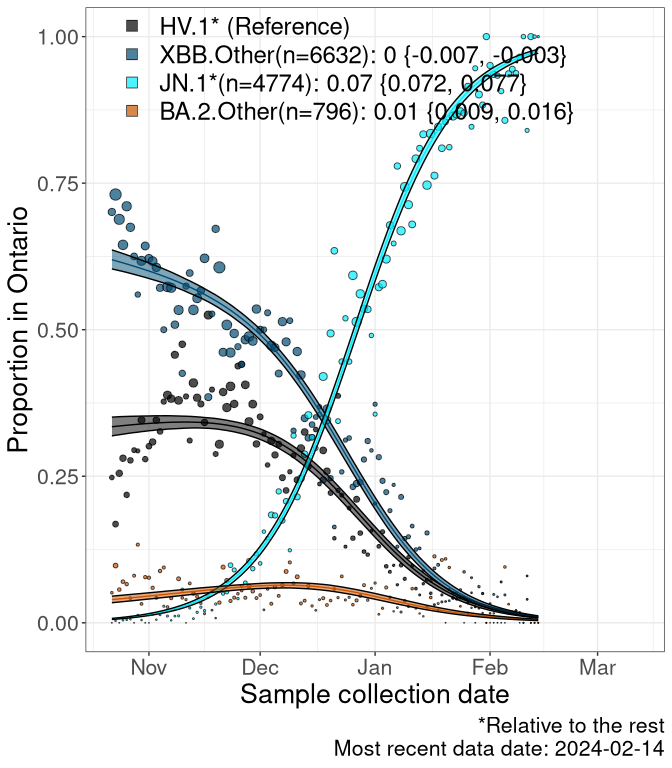 HV.1* (Reference)
XBB.Other(n=6632): 0 {-0.007, -0.003}
JN.1*(n=4774): 0.07 {0.072, 0.077}
BA.2.Other(n=796): 0.01 {0.009, 0.016}
1.00
0.75
0.50
0.25
0.00
Proportion in Ontario
Nov Dec Jan Feb Mar
Sample collection date
*Relative to the rest
Most recent data date: 2024-02-14